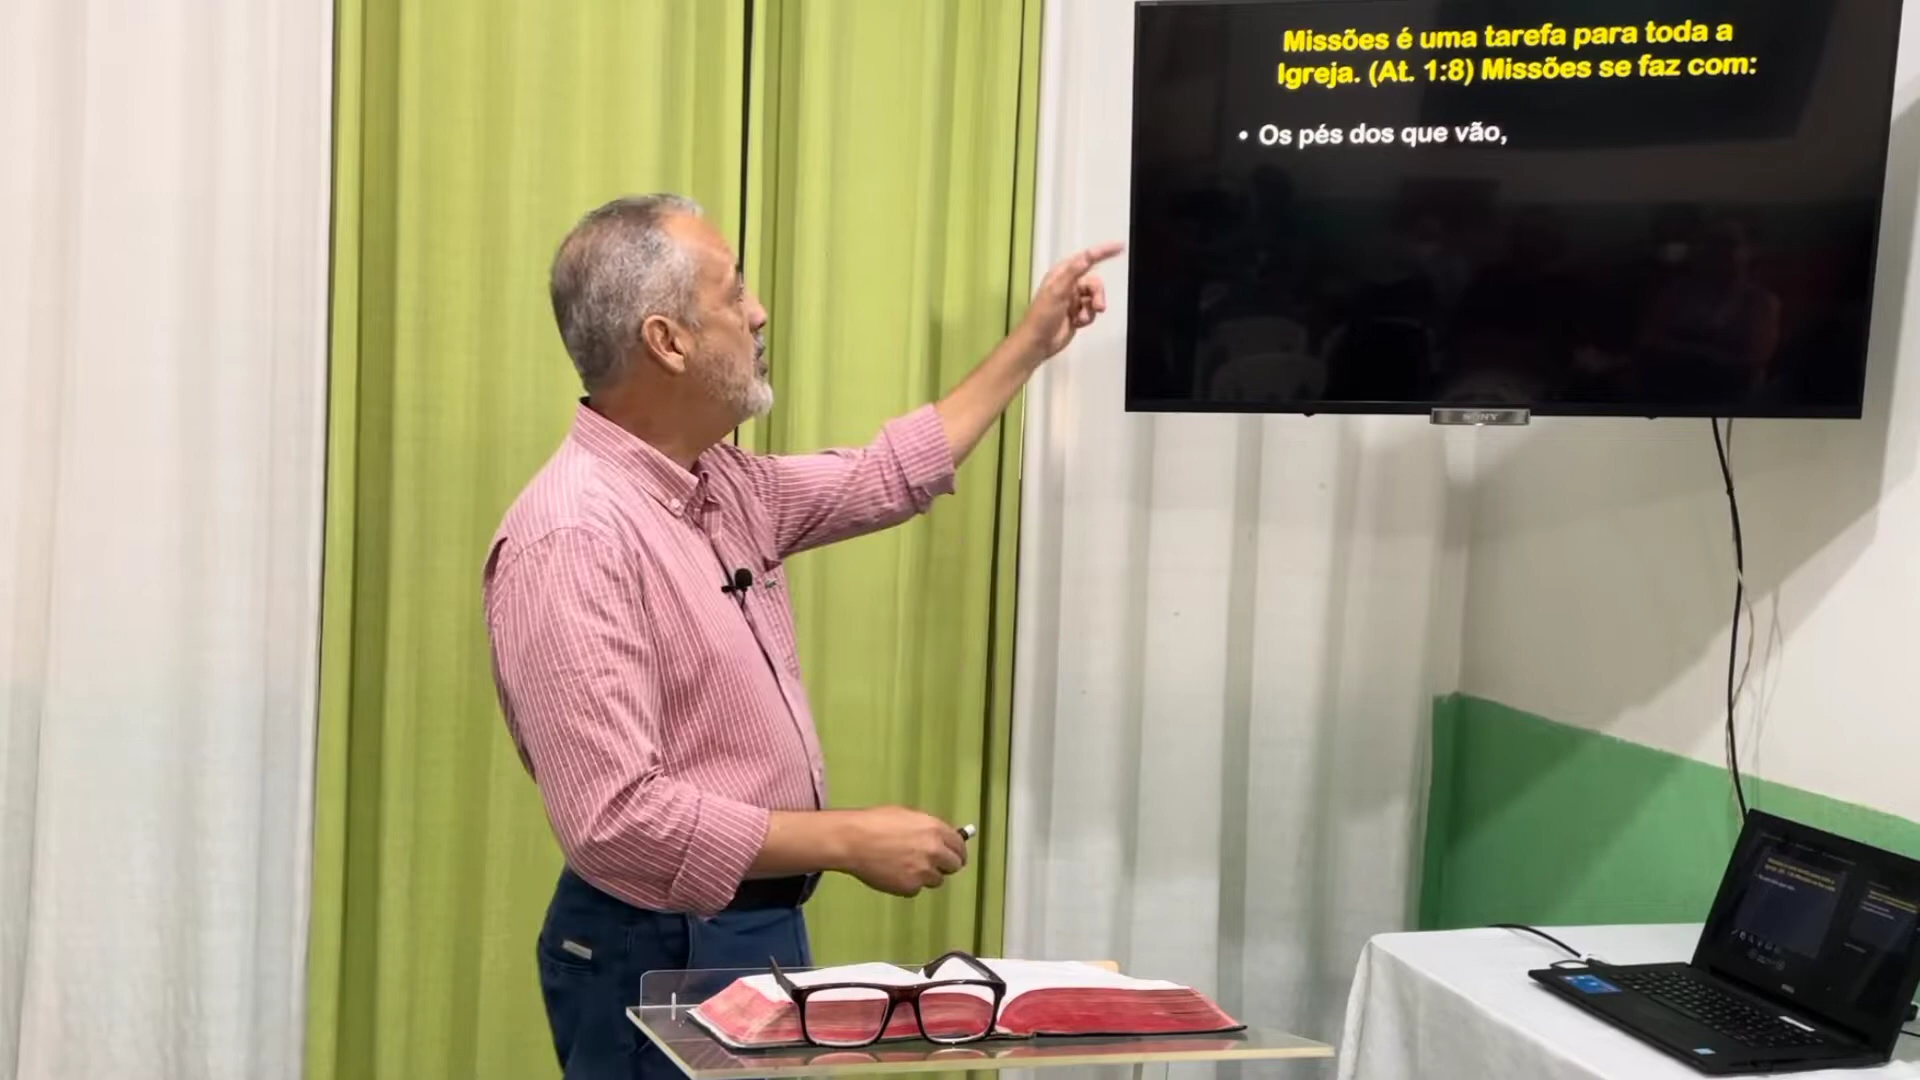 Missões é uma tarefa para toda a
Igreja. (At. 1:8) Missões se faz com:
• Os pés dos que vão,
SONY